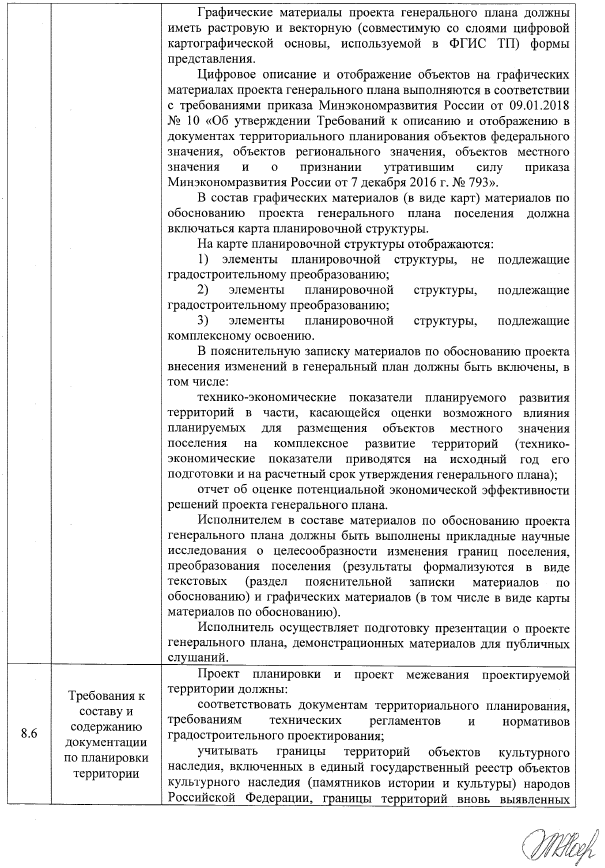 Графические материалы проекта генерального плана должны
иметь растровую и векторную (совместимую со слоями цифровой
картографической основы, используемой в ФГИС ТП) формы
представления.
Цифровое описание и отображение объектов на графических
материалах проекта генерального плана выполняются в соответствии
с требованиями приказа Минэкономразвития России от 09.01.2018
№ 10 «Об утверждении Требований к описанию и отображению в
документах территориального планирования объектов федерального
значения, объектов регионального значения, объектов местного
значения и о признании утратившим силу приказа
Минэкономразвития России от 7 декабря 2016 г. № 793».
В состав графических материалов (в виде карт) материалов по
обоснованию проекта генерального плана поселения должна
включаться карта планировочной структуры.
На карте планировочной структуры отображаются:
1) элементы планировочной структуры, не подлежащие
градостроительному преобразованию;
2) элементы планировочной структуры, подлежащие
градостроительному преобразованию;
3) элементы планировочной структуры, подлежащие
комплексному освоению.
В пояснительную записку материалов по обоснованию проекта
внесения изменений в генеральный план должны быть включены, в
том числе:
технико-экономические показатели планируемого развития
территорий в части, касающейся оценки возможного влияния
планируемых для размещения объектов местного значения
поселения на комплексное развитие территорий (технико-
экономические показатели приводятся на исходный год его
подготовки и на расчетный срок утверждения генерального плана);
отчет об оценке потенциальной экономической эффективности
решений проекта генерального плана.
Исполнителем в составе материалов по обоснованию проекта
генерального плана должны быть выполнены прикладные научные
исследования о целесообразности изменения границ поселения,
преобразования поселения (результаты формализуются в виде
текстовых (раздел пояснительной записки материалов по
обоснованию) и графических материалов (в том числе в виде карты
материалов по обоснованию).
Исполнитель осуществляет подготовку презентации о проекте
генерального плана, демонстрационных материалов для публичных
слушаний.
8.6
Требования к
составу и
содержанию
документации
по планировки
территории
Проект планировки и проект межевания проектируемой
территории должны:
соответствовать документам территориального планирования,
требованиям технических регламентов и нормативов
градостроительного проектирования;
учитывать границы территорий объектов культурного
наследия, включенных в единый государственный реестр объектов
культурного наследия (памятников истории и культуры) народов
Российской Федерации, границы территорий вновь выявленных